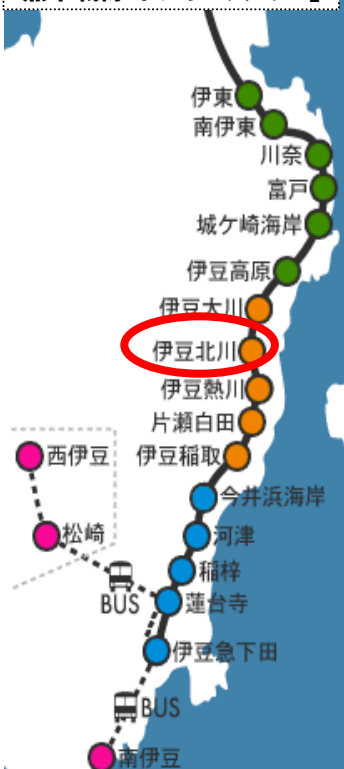 伊東
南伊東
川奈
富戸
城ケ崎海岸
伊豆高原
伊豆大川
伊豆北川
伊豆熱川
片瀬白田
伊豆稲取
今井浜海岸
河津
稲梓
蓮台寺
伊豆急下田
西伊豆
松崎
BUS
BUS
南伊豆